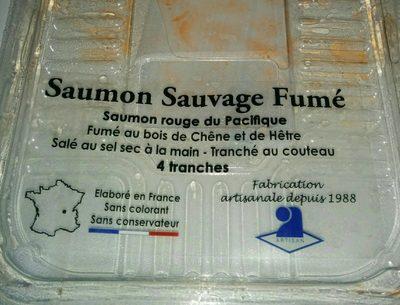 Saumon Sauvage Fumé
Saumon rouge du Pacifique
Fumé au bois de Chêne et de Hêtre
Salé au sel sec à la main - Tranché au couteau
4 tranches
Elaboré en France
Sans colorant
Sans conservateur
Fabrication
artisanale depuis 1988
ARTISAN